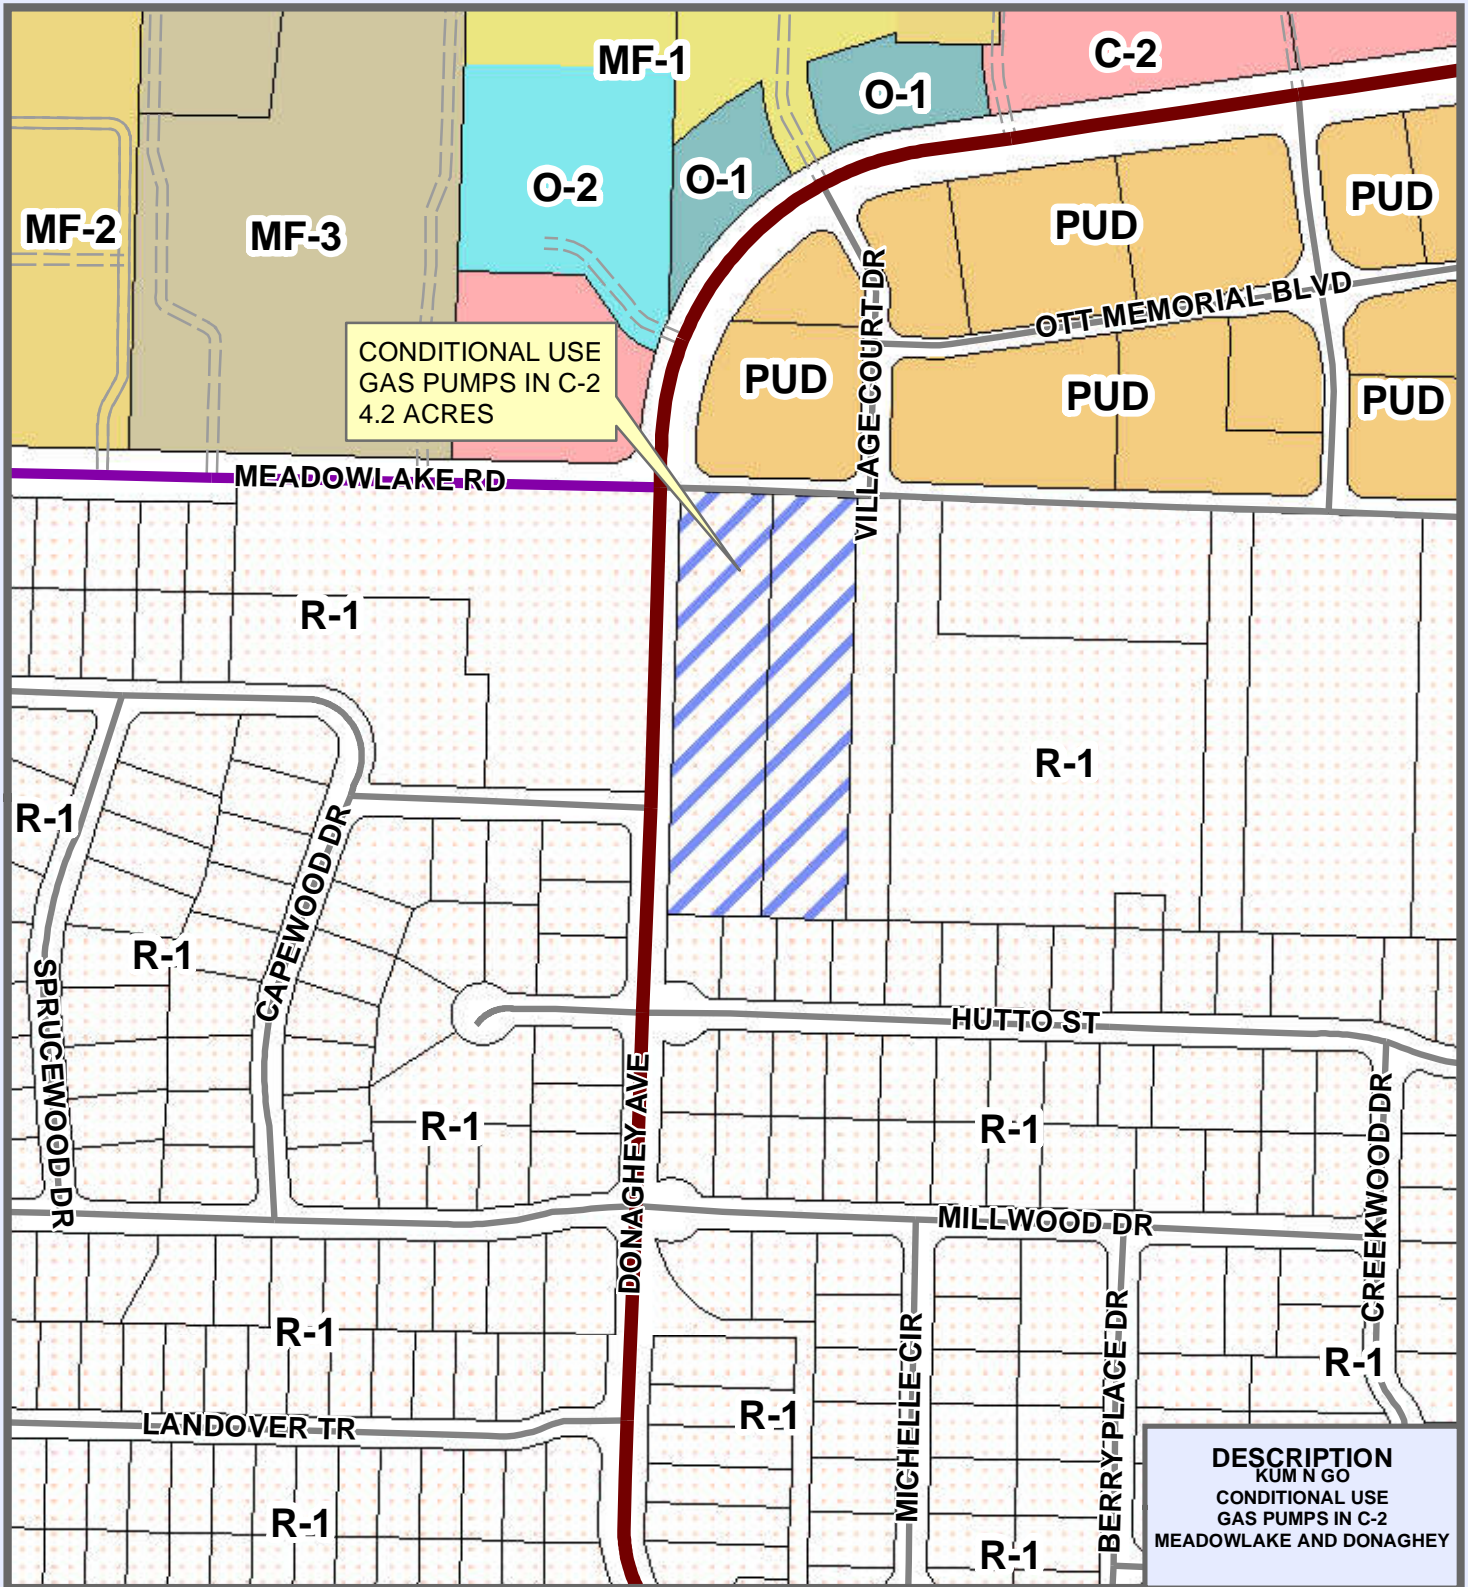 MF-1
C-2
O-1
O-2
O-1
PUD
PUD
MF-2
MF-3
VILLAGE COURT DR
OTT MEMORIAL BLVD
CONDITIONAL USE
GAS PUMPS IN C-2
4.2 ACRES
PUD
PUD
PUD
MEADOWLAKE RD
R-1
R-1
R-1
CAPEWOOD DR
R-1
SPRUCEWOOD DR
HUTTO ST
DONAGHEY AVE
R-1
R-1
CREEKWOOD DR
MILLWOOD DR
R-1
MICHELLE CIR
BERRY PLACE DR
R-1
R-1
LANDOVER TR
R-1
R-1
DESCRIPTION
KUM N GO
CONDITIONAL USE
GAS PUMPS IN C-2
MEADOWLAKE AND DONAGHEY